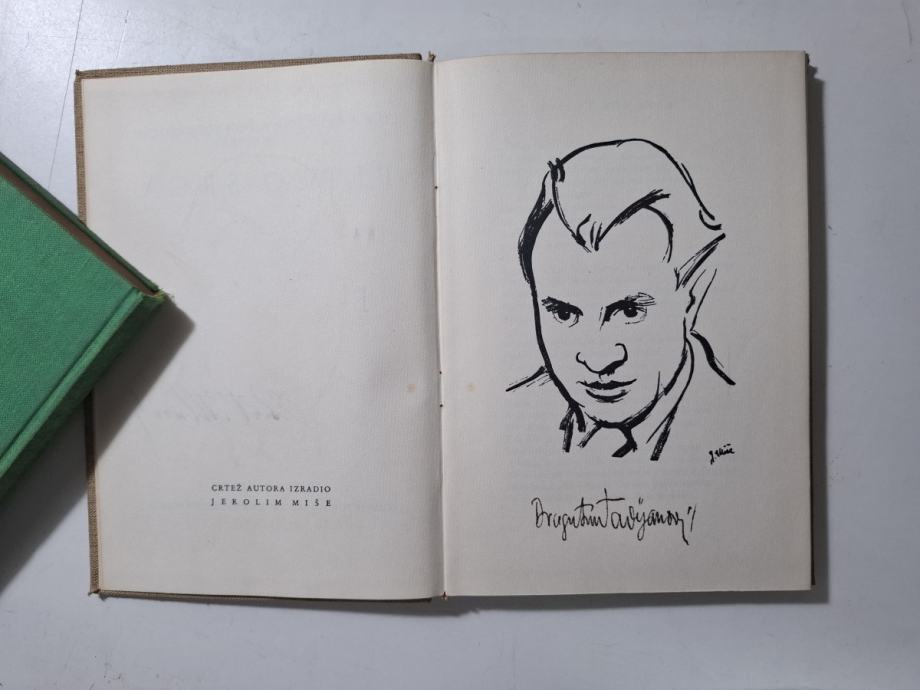 CRTEŽ AUTORA IZRADIO
JEROLIM MIŠE
J. Miše
Dragutin Tadijanović